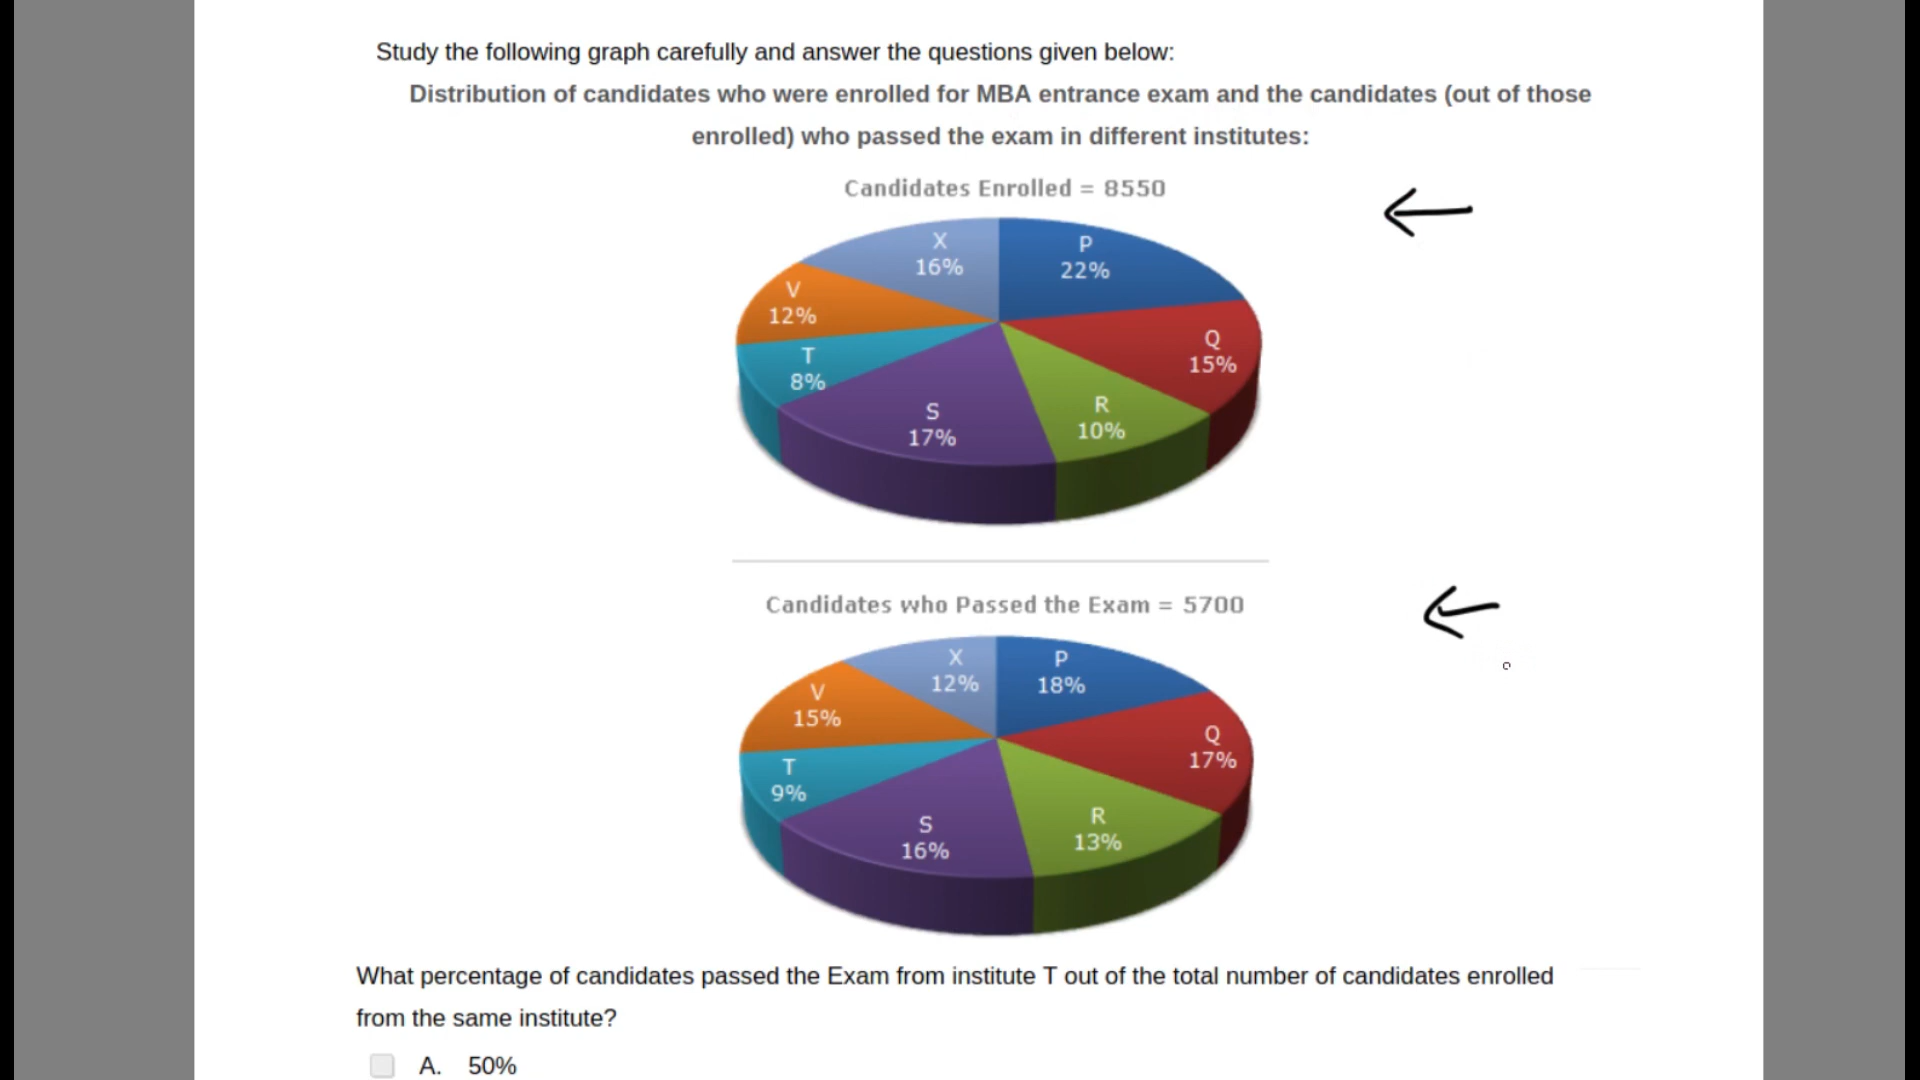 Study the following graph carefully and answer the questions given below:
Distribution of candidates who were enrolled for MBA entrance exam and the candidates (out of those
enrolled) who passed the exam in different institutes:
Candidates Enrolled = 8550
X
16%
P
22%
V
12%
Q
15%
T
8%
R
10%
S
17%
Candidates who Passed the Exam = 5700
X
12%
P
18%
V
15%
Q
17%
T
9%
R
13%
S
16%
What percentage of candidates passed the Exam from institute T out of the total number of candidates enrolled
from the same institute?
A. 50%